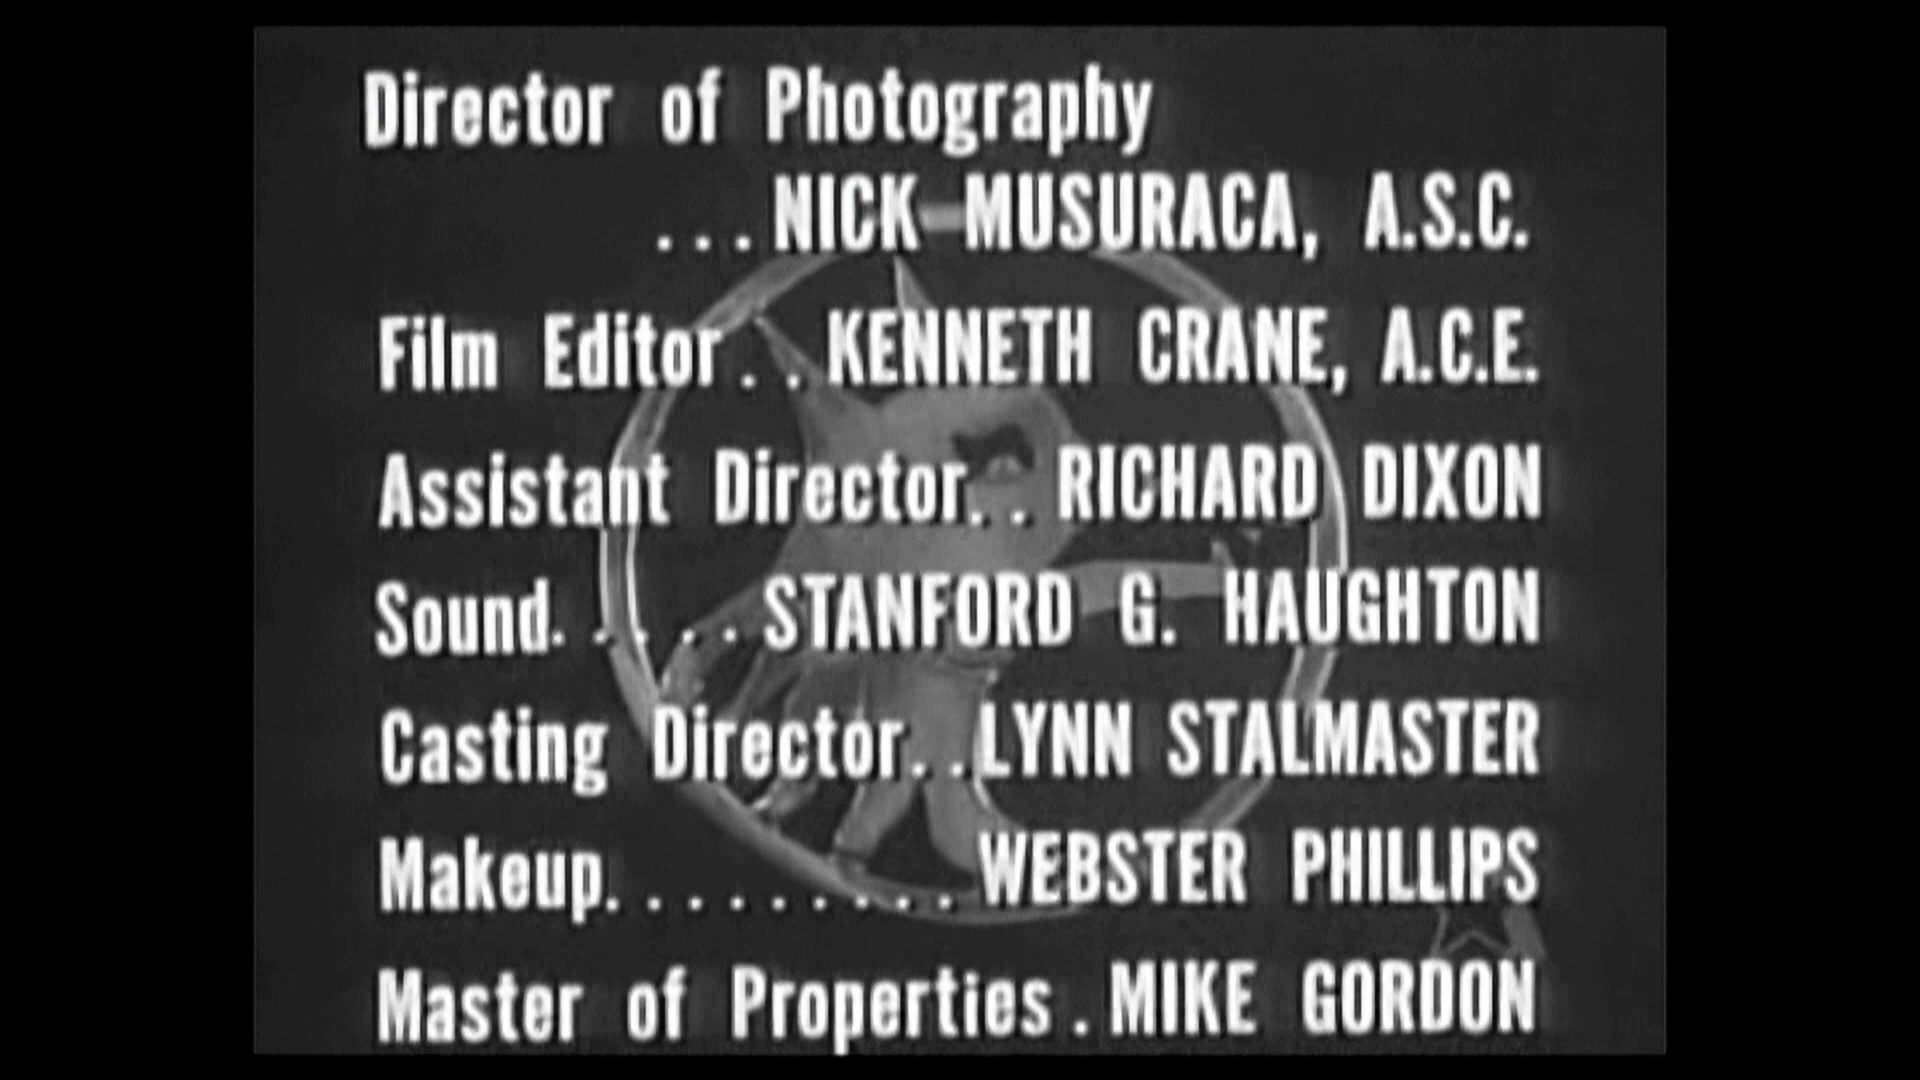 Director of Photography
...NICK MUSURACA, A.S.C.
Film Editor.. KENNETH CRANE, A.C.E.
Assistant Director.. RICHARD DIXON
Sound.....STANFORD G. HAUGHTON
Casting Director..LYNN STALMASTER
Makeup.........WEBSTER PHILLIPS
Master of Properties.MIKE GORDON